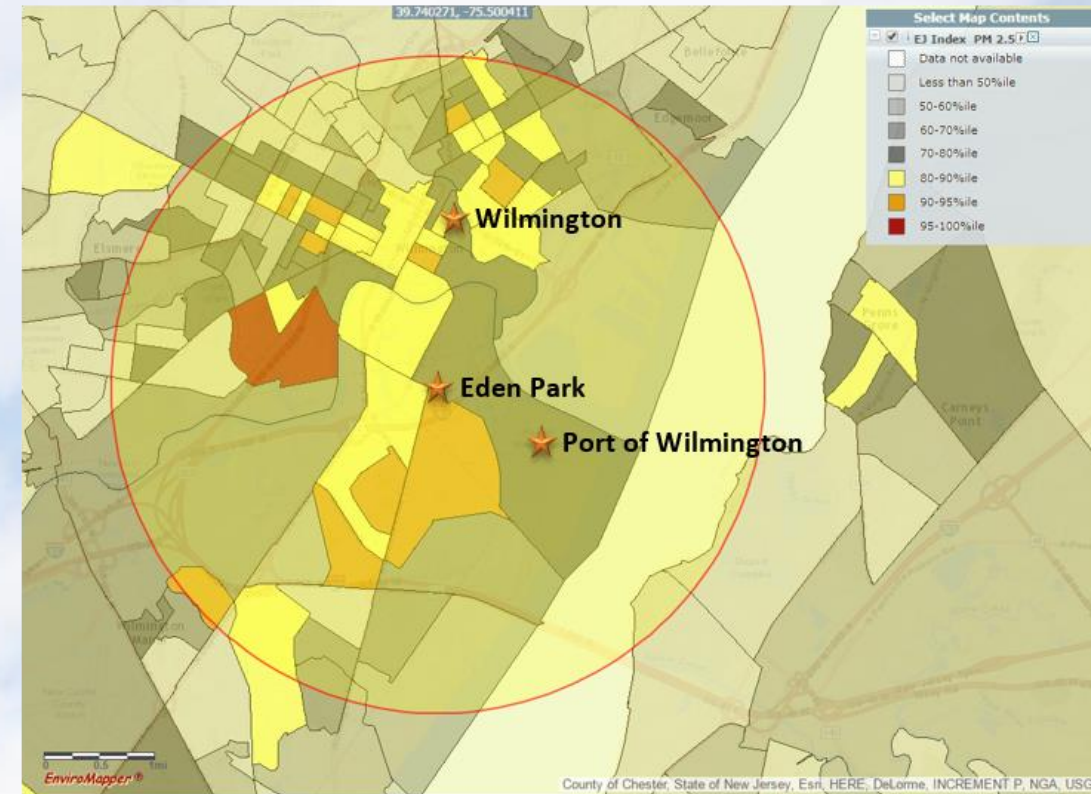 39.740271, -75.500411
Select Map Contents
EJ Index PM 2.5
Data not available
Less than 50%ile
50-60%ile
60-70%ile
70-80%ile
80-90%ile
90-95%ile
95-100%ile
Bellefonte
Edgemoor
Wilmington
Elsmere
Penns
Grove
Eden Park
Carneys
Point
Port of Wilmington
0.5
1mi
EnviroMapper®
County of Chester, State of New Jersey, Esri, HERE, DeLorme, INCREMENT P, NGA, USG